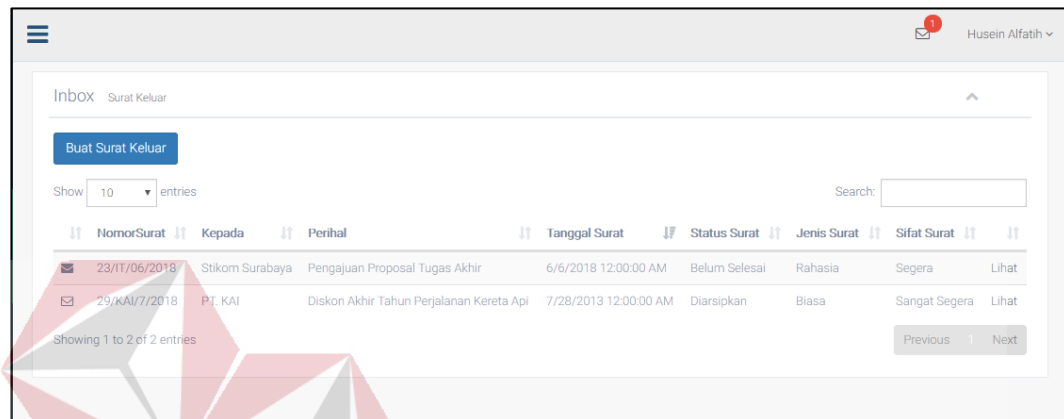 1
Husein Alfatih
Inbox Surat Keluar
Buat Surat Keluar
Show 10 entries
Search:
NomorSurat Kepada Perihal Tanggal Surat Status Surat Jenis Surat Sifat Surat
23/IT/06/2018 Stikom Surabaya Pengajuan Proposal Tugas Akhir 6/6/2018 12:00:00 AM Belum Selesai Rahasia Segera Lihat
29/KAI/7/2018 PT. KAI Diskon Akhir Tahun Perjalanan Kereta Api 7/28/2013 12:00:00 AM Diarsipkan Biasa Sangat Segera Lihat
Showing 1 to 2 of 2 entries
Previous 1 Next